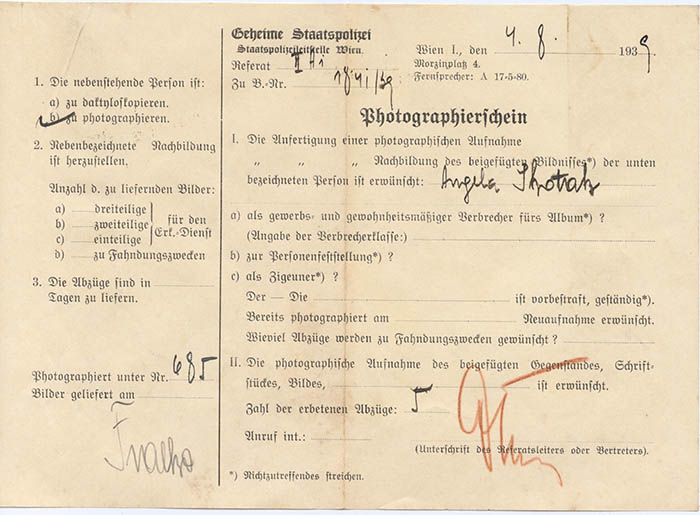 1. Die nebenstehende Person ist:
a) zu daktyloskopieren.
b) zu photographieren.
2. Nebenbezeichnete Nachbildung
ist herzustellen.
Anzahl d. zu liefernden Bilder:
a) dreiteilige
b) zweiteilige
c) einteilige
für den
Erk.-Dienst
d) zu Fahndungszwecken
3. Die Abzüge sind in
Tagen zu liefern.
Photographiert unter Nr. 685
Bilder geliefert am
Geheime Staatspolizei
Staatspolizeileitstelle Wien.
Referat II
Zu B.-Nr.
Wien I., den 4. 8. 1939
Morzinplatz 4.
Fernsprecher: A 17-5-80.
Photographierschein
I. Die Anfertigung einer photographischen Aufnahme
„ „ „ Nachbildung des beigefügten Bildnisses*) der unten
bezeichneten Person ist erwünscht: Angela
a) als gewerbs- und gewohnheitsmäßiger Verbrecher fürs Album*) ?
(Angabe der Verbrecherklasse:)
b) zur Personenfeststellung*) ?
c) als Zigeuner*) ?
Der — Die ist vorbestraft, geständig*).
Bereits photographiert am Neuaufnahme erwünscht.
Wieviel Abzüge werden zu Fahndungszwecken gewünscht ?
II. Die photographische Aufnahme des beigefügten Gegenstandes, Schrift-
stückes, Bildes, ist erwünscht.
Zahl der erbetenen Abzüge: 5
Anruf int.:
(Unterschrift des Referatsleiters oder Vertreters).
*) Nichtzutreffendes streichen.